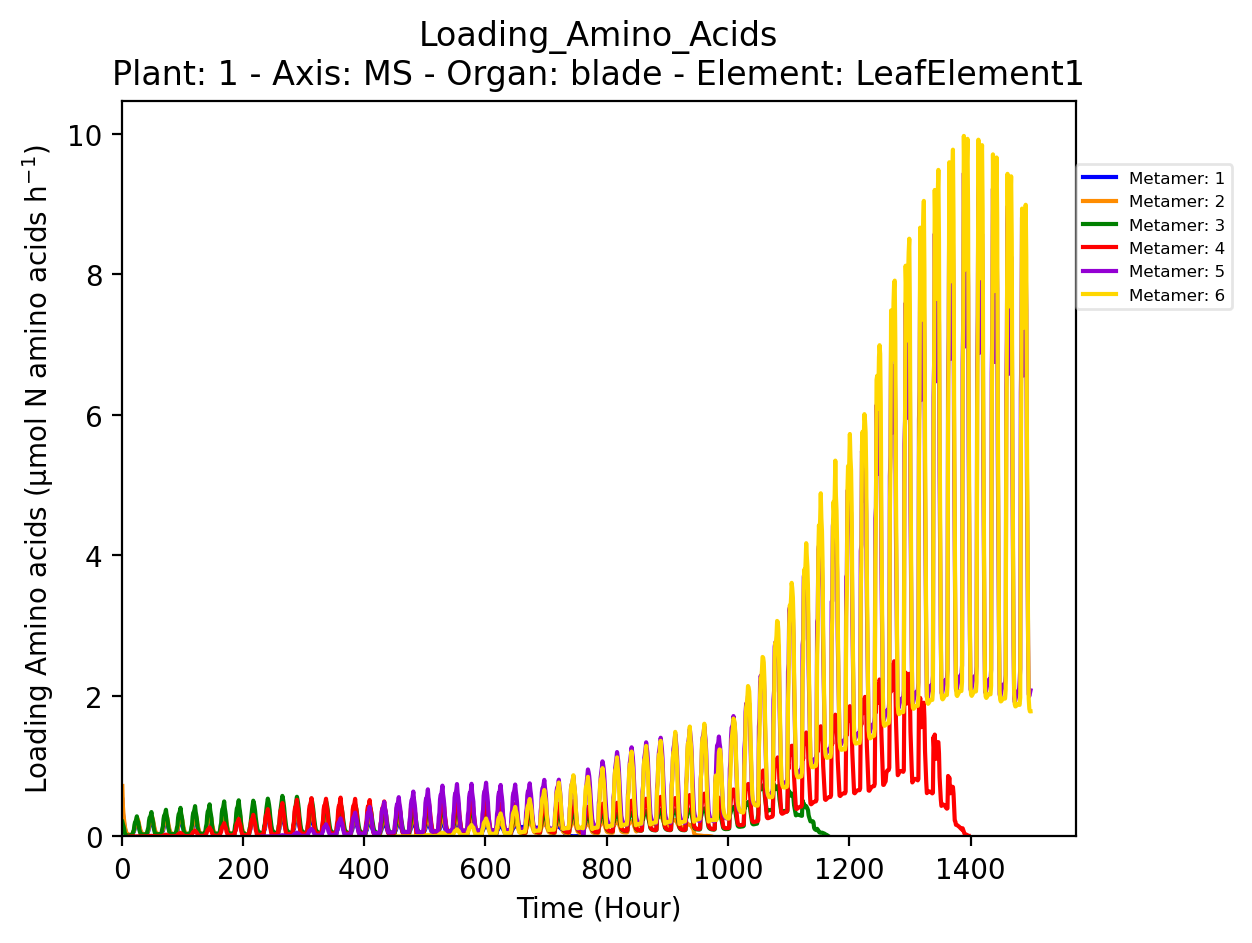 Loading_Amino_Acids
Plant: 1 - Axis: MS - Organ: blade - Element: LeafElement1
10
8
6
4
2
0
Loading Amino acids (µmol N amino acids h⁻¹)
0 200 400 600 800 1000 1200 1400
Time (Hour)
Metamer: 1
Metamer: 2
Metamer: 3
Metamer: 4
Metamer: 5
Metamer: 6